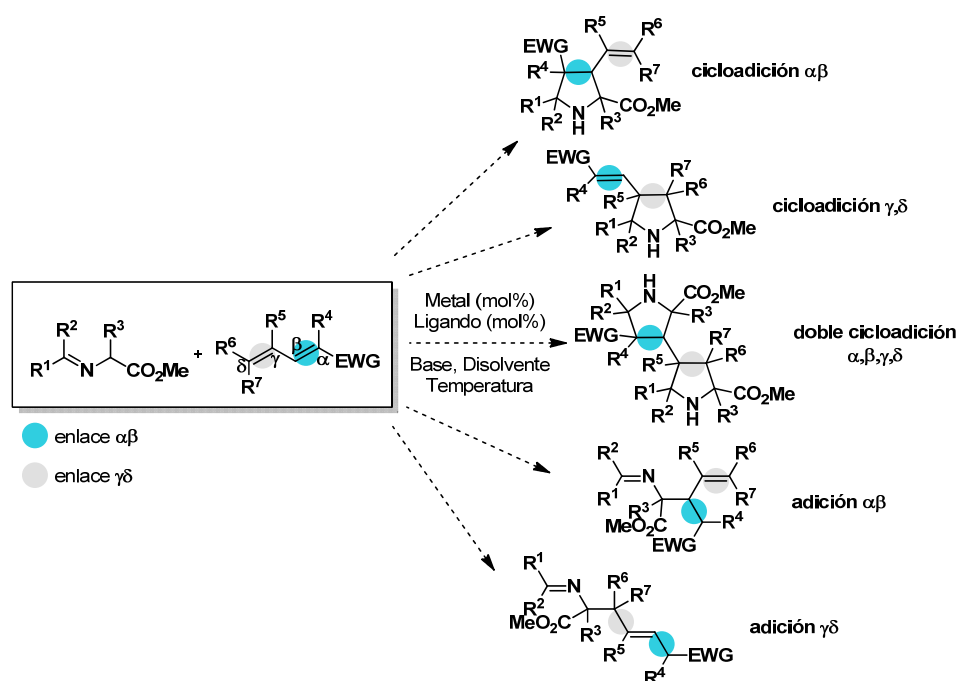 R⁵ R⁶
EWG
R⁴ R⁷
cicloadición αβ
R¹ CO₂Me
R² N R³
H
EWG
R⁷
R⁴ R⁶
R⁵
cicloadición γ,δ
R¹ CO₂Me
R² N R³
H
H
R¹ N CO₂Me
R² R³
EWG R⁷
R⁴ R⁶
R⁵
R¹ CO₂Me
R² N R³
H
doble cicloadición
α,β,γ,δ
Metal (mol%)
Ligando (mol%)
Base, Disolvente
Temperatura
R² R³
R¹ N CO₂Me
+
R⁵ R⁴
R⁶ β
δ γ α EWG
R⁷
enlace αβ
enlace γδ
R² N R⁵ R⁶
R¹ R⁷
R³
MeO₂C R⁴
EWG
adición αβ
R¹ N R⁶
R⁷
R²
MeO₂C R³
R⁵ EWG
R⁴
adición γδ